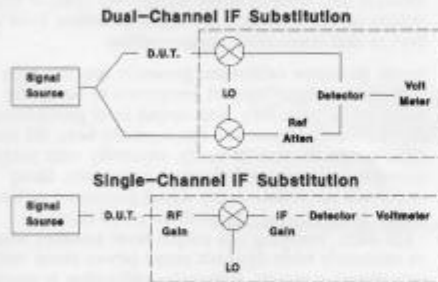 Dual-Channel IF Substitution
D.U.T.
Signal
Source
LO
Detector
Volt
Meter
Ref
Atten
Single-Channel IF Substitution
Signal
Source
D.U.T.
RF
Gain
IF
Gain
Detector
Voltmeter
LO